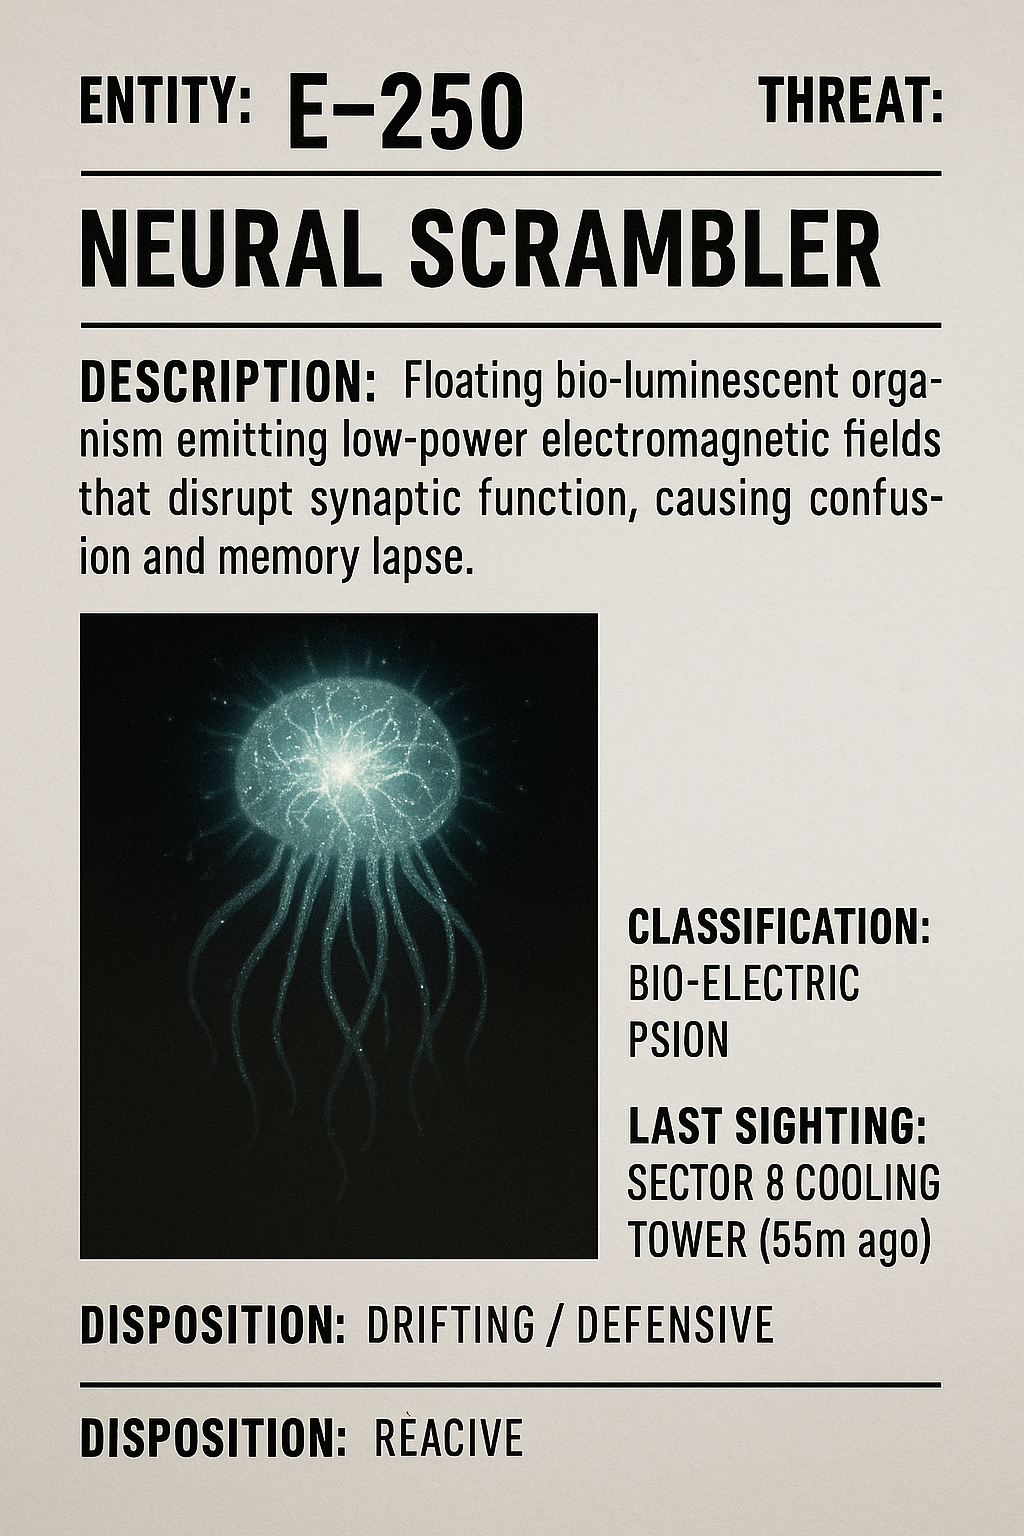 ENTITY: E–250 THREAT:
NEURAL SCRAMBLER
DESCRIPTION: Floating bio-luminescent orga-
nism emitting low-power electromagnetic fields
that disrupt synaptic function, causing confus-
ion and memory lapse.
CLASSIFICATION:
BIO-ELECTRIC
PSION
LAST SIGHTING:
SECTOR 8 COOLING
TOWER (55m ago)
DISPOSITION: DRIFTING / DEFENSIVE
DISPOSITION: RÈACIVE